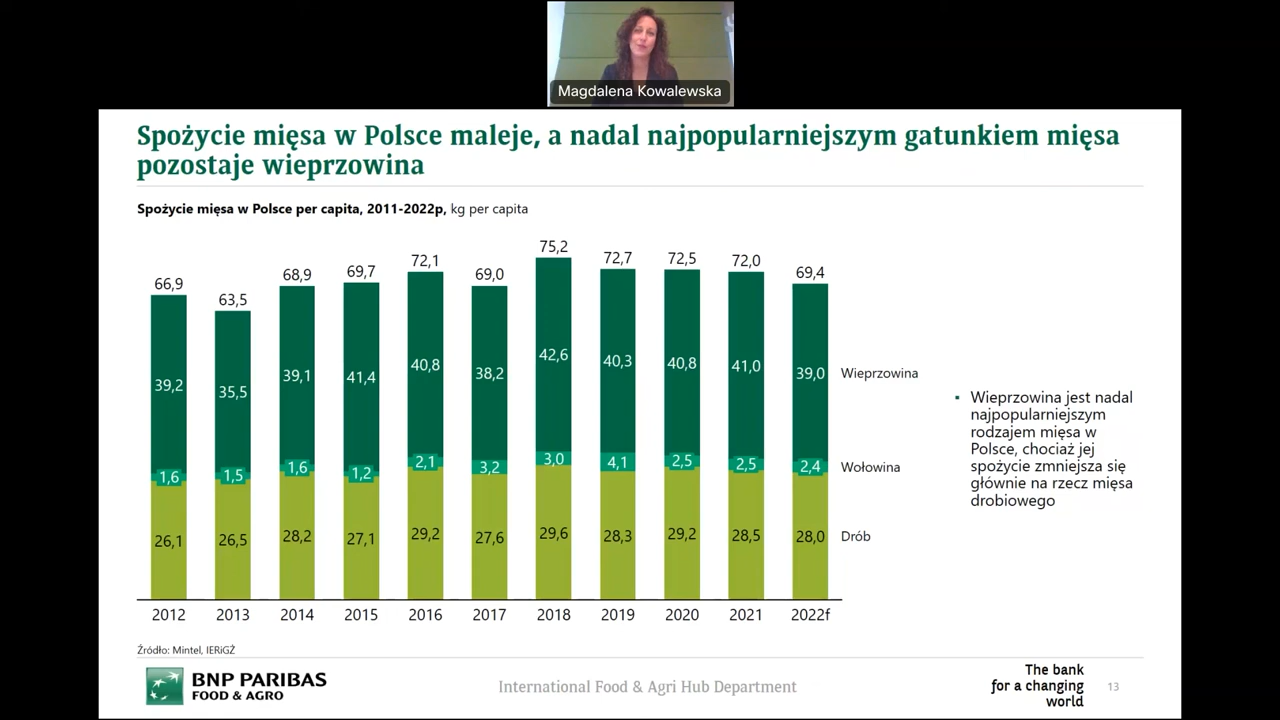 Magdalena Kowalewska
Spożycie mięsa w Polsce maleje, a nadal najpopularniejszym gatunkiem mięsa
pozostaje wieprzowina
Spożycie mięsa w Polsce per capita, 2011-2022p, kg per capita
66,9 63,5 68,9 69,7 72,1 69,0 75,2 72,7 72,5 72,0 69,4
39,2 35,5 39,1 41,4 40,8 38,2 42,6 40,3 40,8 41,0 39,0 Wieprzowina
1,6 1,5 1,6 1,2 2,1 3,2 3,0 4,1 2,5 2,5 2,4 Wołowina
26,1 26,5 28,2 27,1 29,2 27,6 29,6 28,3 29,2 28,5 28,0 Drób
2012 2013 2014 2015 2016 2017 2018 2019 2020 2021 2022f
▪ Wieprzowina jest nadal
najpopularniejszym
rodzajem mięsa w
Polsce, chociaż jej
spożycie zmniejsza się
głównie na rzecz mięsa
drobiowego
Źródło: Mintel, IERiGŻ
BNP PARIBAS
FOOD & AGRO
International Food & Agri Hub Department
The bank
for a changing
world
13